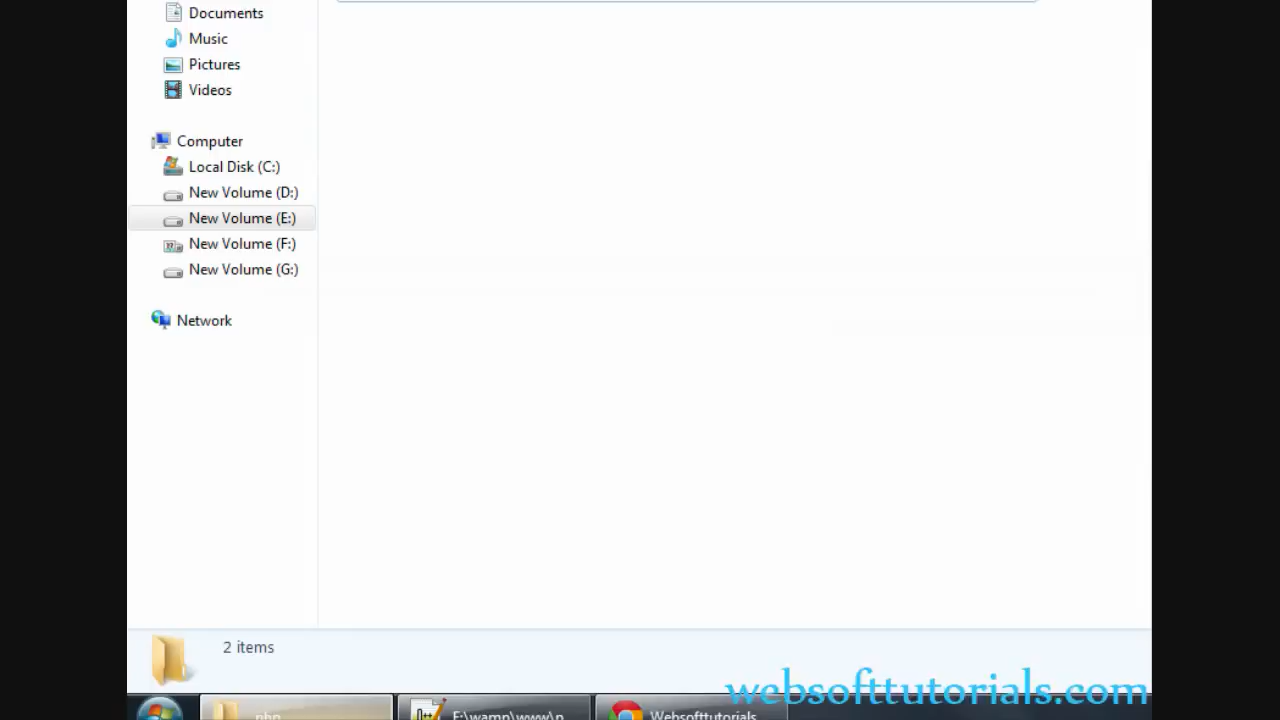 Documents
Music
Pictures
Videos
Computer
Local Disk (C:)
New Volume (D:)
New Volume (E:)
New Volume (F:)
New Volume (G:)
Network
2 items
websofttutorials.com
php
E:\wamp\www\p
Websofttutorials